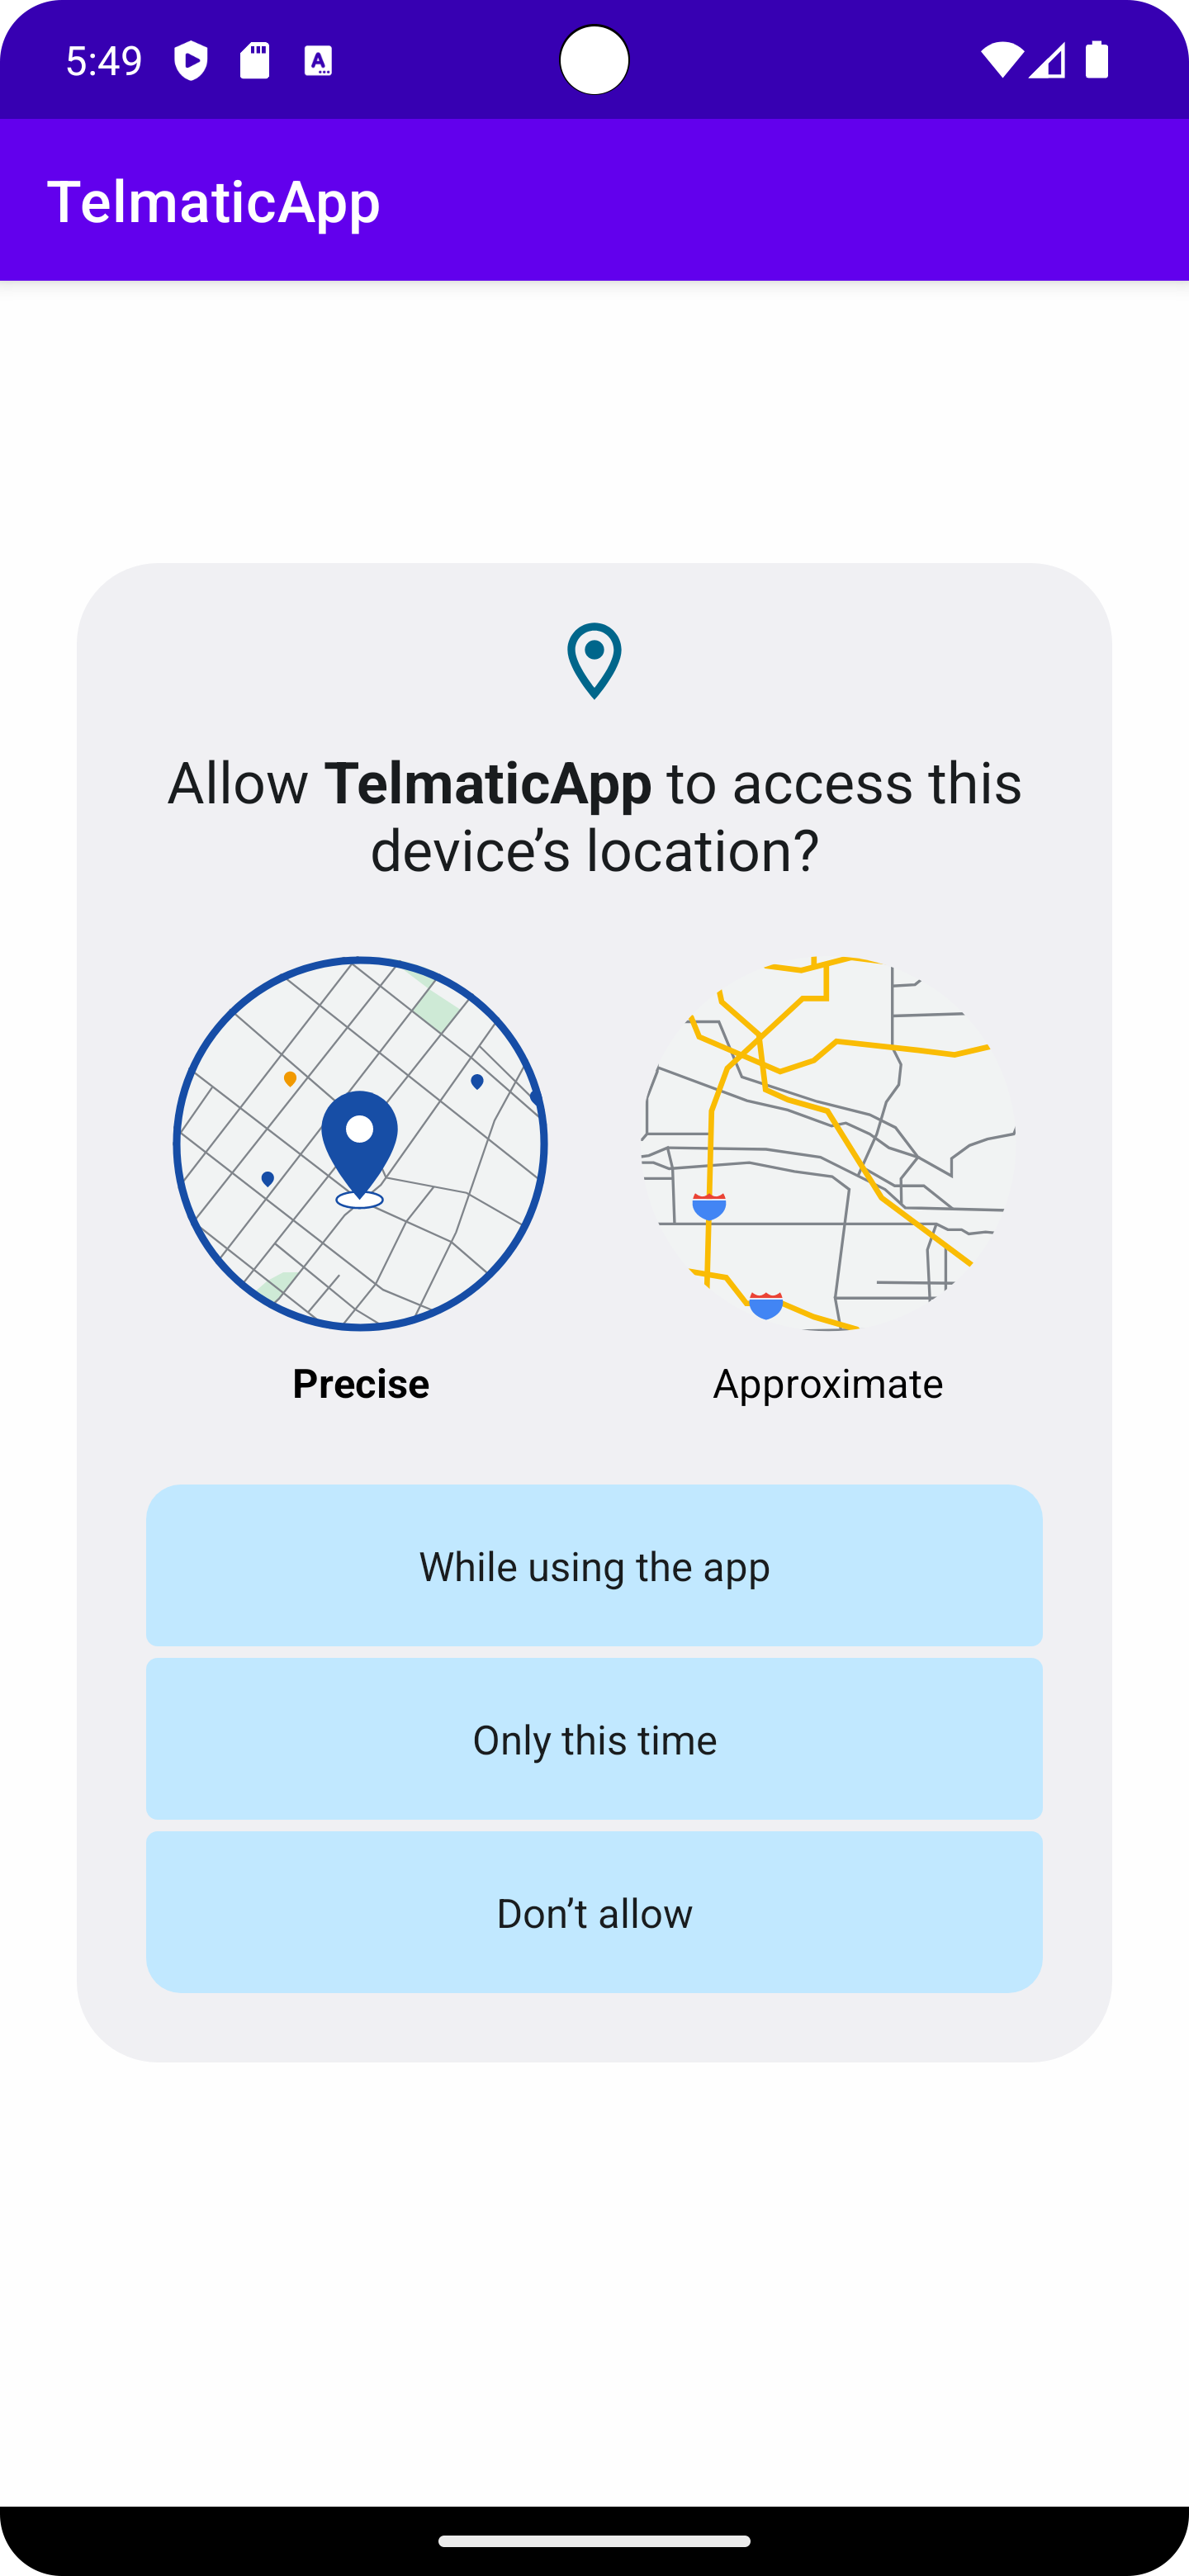 5:49
TelmaticApp
Allow TelmaticApp to access this
device’s location?
Precise
Approximate
While using the app
Only this time
Don’t allow